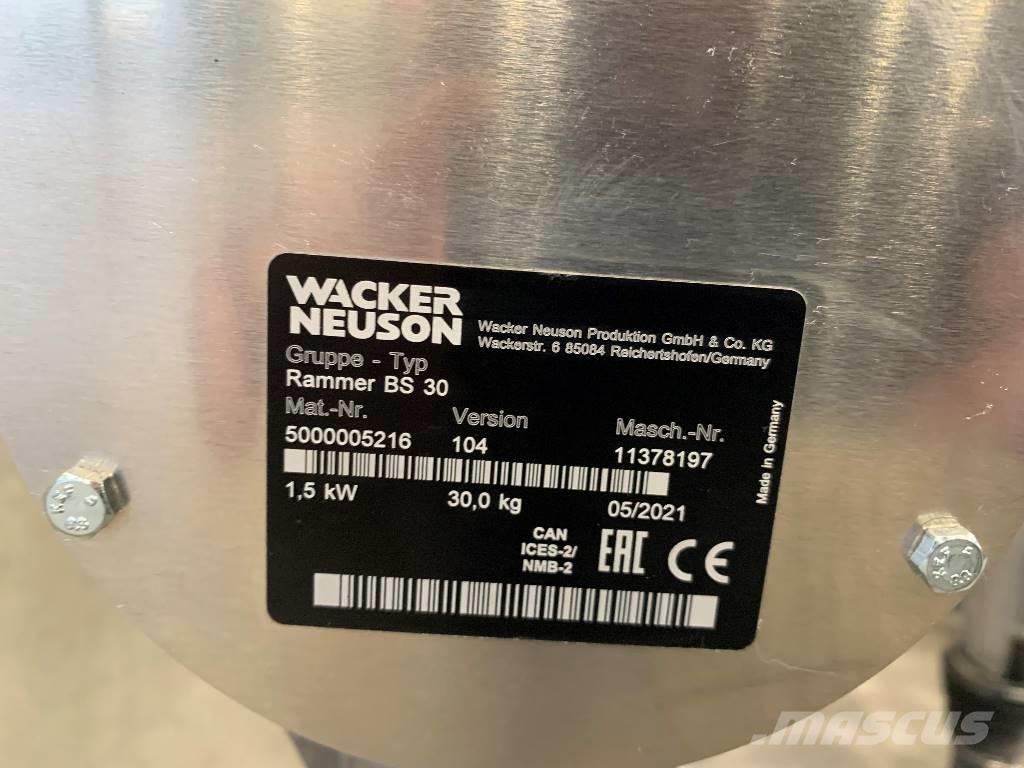 WACKER
NEUSON
Wacker Neuson Produktion GmbH & Co. KG
Wackerstr. 6 85084 Reichertshofen/Germany
Gruppe - Typ
Rammer BS 30
Mat.-Nr. Version Masch.-Nr.
5000005216 104 11378197
1,5 kW 30,0 kg 05/2021
CAN
ICES-2/
NMB-2
EAC CE
Made in Germany
8.8
MASCUS